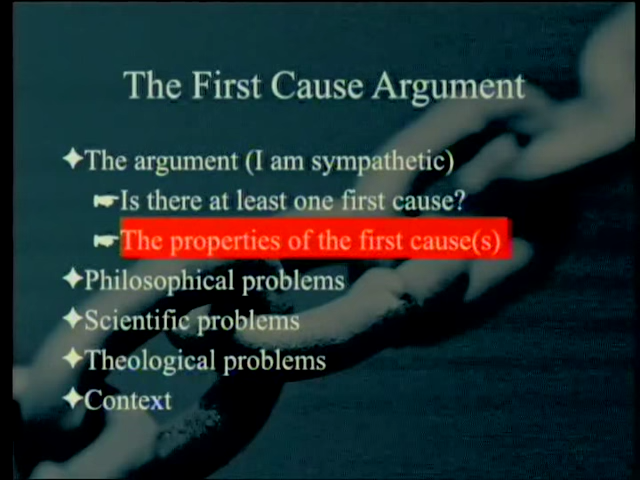 The First Cause Argument
The argument (I am sympathetic)
Is there at least one first cause?
The properties of the first cause(s)
Philosophical problems
Scientific problems
Theological problems
Context